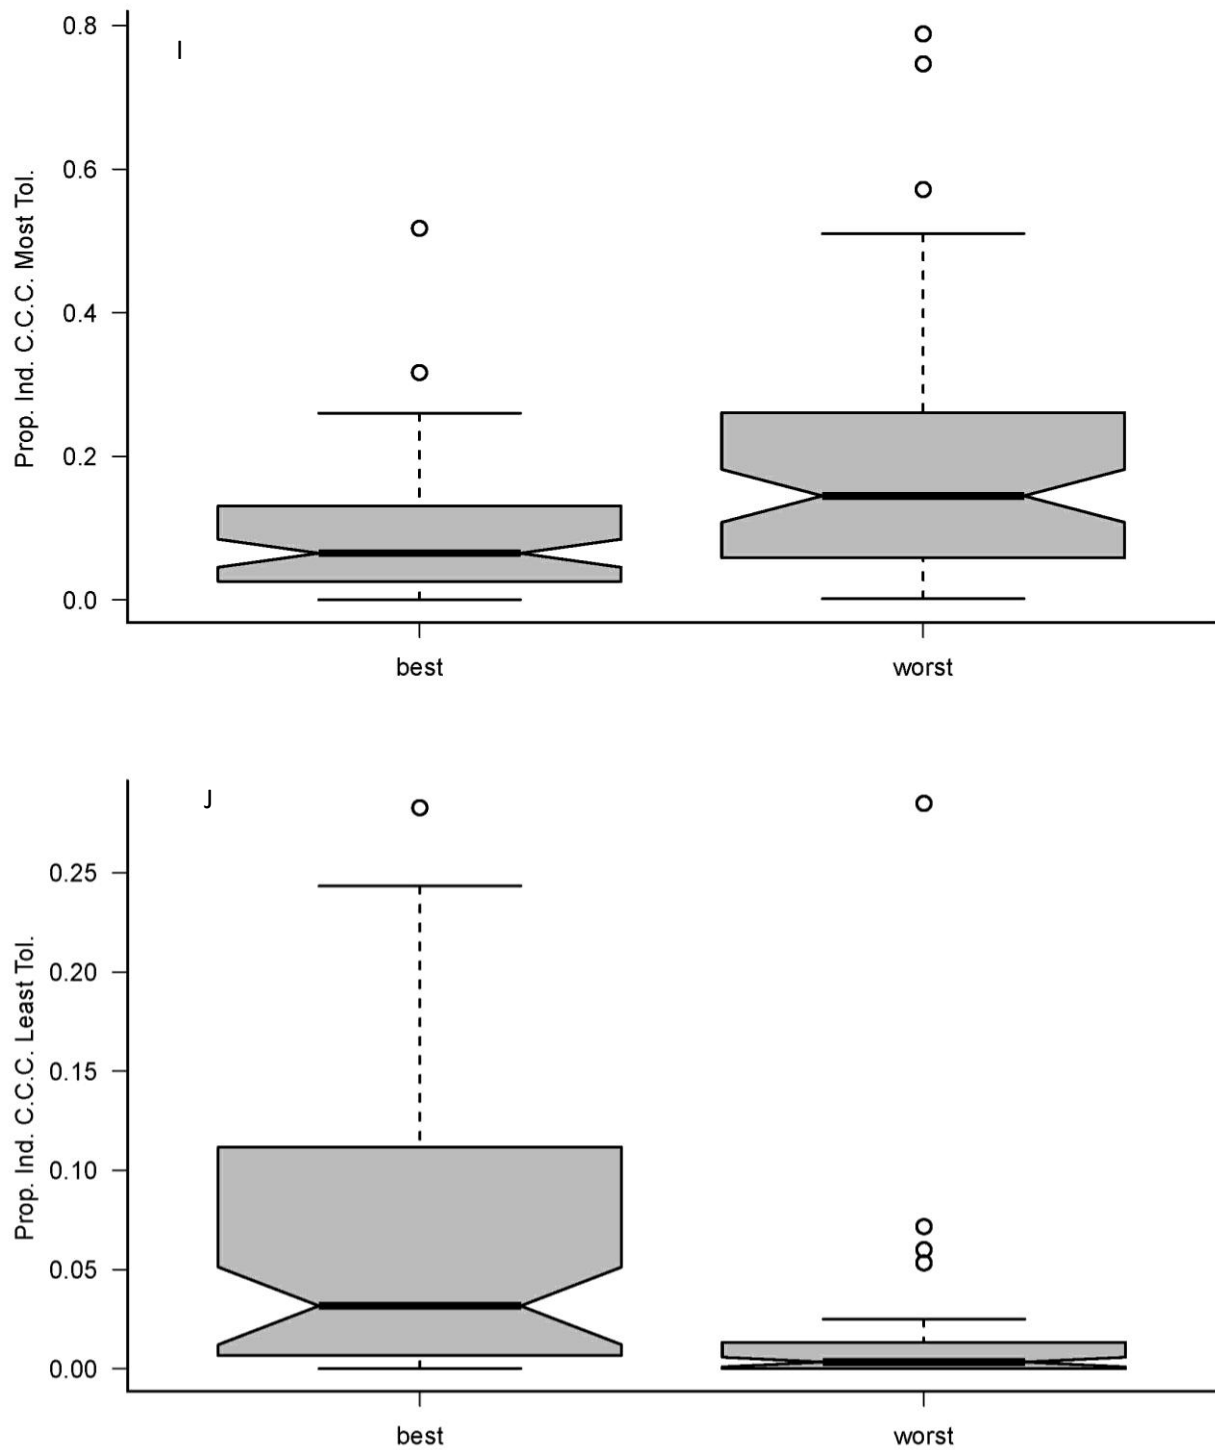 I
Prop. Ind. C.C.C. Most Tol.
0.8
0.6
0.4
0.2
0.0
best worst
J
Prop. Ind. C.C.C. Least Tol.
0.25
0.20
0.15
0.10
0.05
0.00
best worst